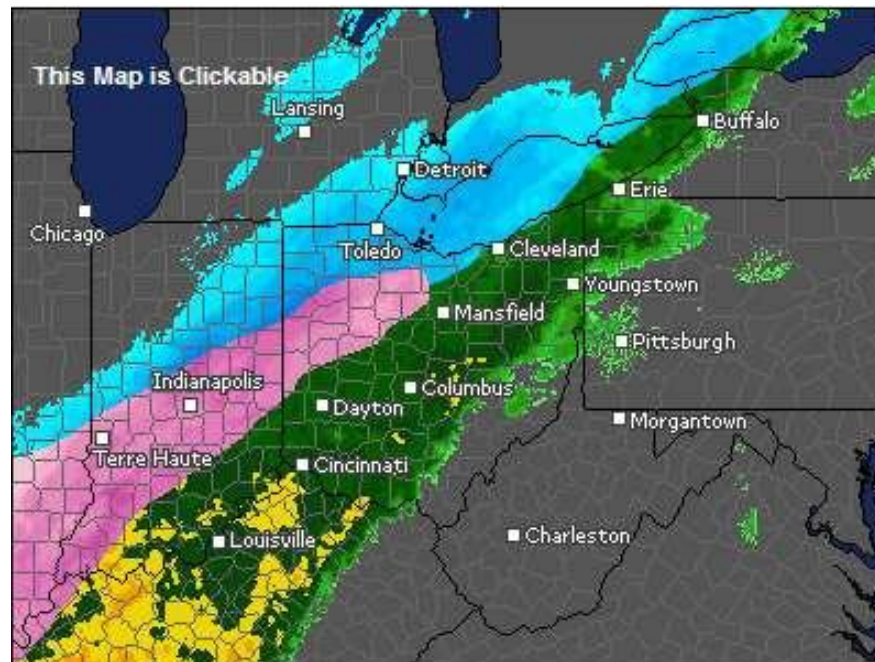 This Map is Clickable
Lansing
Buffalo
Detroit
Erie
Chicago
Toledo
Cleveland
Youngstown
Mansfield
Pittsburgh
Indianapolis
Columbus
Dayton
Morgantown
Terre Haute
Cincinnati
Louisville
Charleston